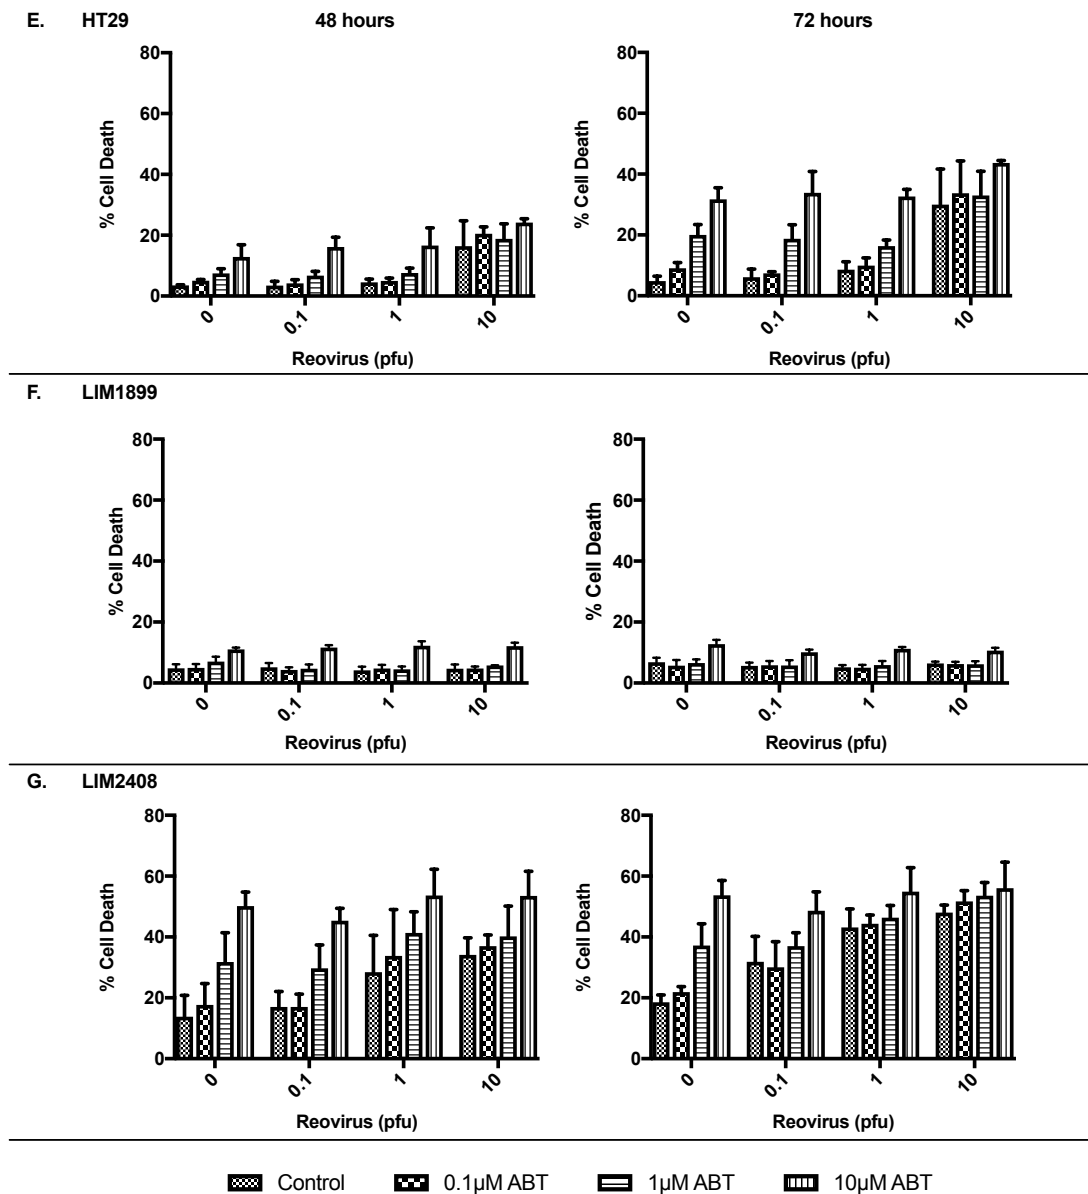 E. HT29 48 hours 72 hours
% Cell Death
80
60
40
20
0
0 0.1 1 10
Reovirus (pfu)
% Cell Death
80
60
40
20
0
0 0.1 1 10
Reovirus (pfu)
F. LIM1899
% Cell Death
80
60
40
20
0
0 0.1 1 10
Reovirus (pfu)
% Cell Death
80
60
40
20
0
0 0.1 1 10
Reovirus (pfu)
G. LIM2408
% Cell Death
80
60
40
20
0
0 0.1 1 10
Reovirus (pfu)
% Cell Death
80
60
40
20
0
0 0.1 1 10
Reovirus (pfu)
Control 0.1μM ABT 1μM ABT 10μM ABT